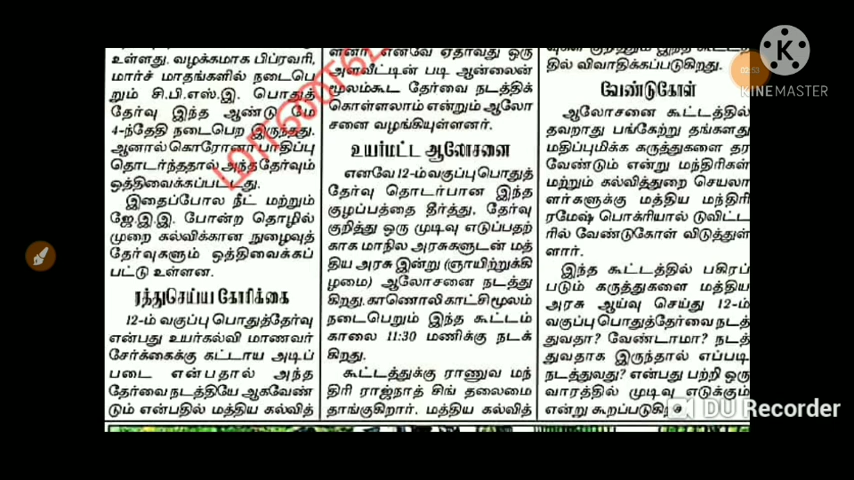 உள்ளது. வழக்கமாக பிப்ரவரி,
மார்ச் மாதங்களில் நடைபெ
றும் சி.பி.எஸ்.இ. பொதுத்
தேர்வு இந்த ஆண்டு மே
4-ந்தேதி நடைபெற இருந்தது.
ஆனால் கொரோனா பாதிப்பு
தொடர்ந்ததால் அந்த தேர்வும்
ஒத்திவைக்கப்பட்டது.
இதைப்போல நீட் மற்றும்
ஜே.இ.இ. போன்ற தொழில்
முறை கல்விக்கான நுழைவுத்
தேர்வுகளும் ஒத்திவைக்கப்
பட்டு உள்ளன.
ரத்துசெய்ய கோரிக்கை
12-ம் வகுப்பு பொதுத்தேர்வு
என்பது உயர்கல்வி மாணவர்
சேர்க்கைக்கு கட்டாய அடிப்
படை என்பதால் அந்த
தேர்வை நடத்தியே ஆகவேண்
டும் என்பதில் மத்திய கல்வித்
ளனர். எனவே ஏதாவது ஒரு
அளவீட்டின் படி ஆன்லைன்
மூலம்கூட தேர்வை நடத்திக்
கொள்ளலாம் என்றும் ஆலோ
சனை வழங்கியுள்ளனர்.
உயர்மட்ட ஆலோசனை
எனவே 12-ம்வகுப்புபொதுத்
தேர்வு தொடர்பான இந்த
குழப்பத்தை தீர்த்து, தேர்வு
குறித்து ஒரு முடிவு எடுப்பதற்
காக மாநில அரசுகளுடன் மத்
திய அரசு இன்று (ஞாயிற்றுக்கி
ழமை) ஆலோசனை நடத்து
கிறது.காணொலி காட்சிமூலம்
நடைபெறும் இந்த கூட்டம்
காலை 11:30 மணிக்கு நடக்
கிறது.
கூட்டத்துக்கு ராணுவ மந்
திரி ராஜ்நாத் சிங் தலைமை
தாங்குகிறார். மத்திய கல்வித்
தில் விவாதிக்கப்படுகிறது.
வேண்டுகோள்
ஆலோசனை கூட்டத்தில்
தவறாது பங்கேற்று தங்களது
மதிப்புமிக்க கருத்துகளை தர
வேண்டும் என்று மந்திரிகள்
மற்றும் கல்வித்துறை செயலா
ளர்களுக்கு மத்திய மந்திரி
ரமேஷ் பொக்ரியால் டுவிட்ட
ரில் வேண்டுகோள் விடுத்துள்
ளார்.
இந்த கூட்டத்தில் பகிரப்
படும் கருத்துகளை மத்திய
அரசு ஆய்வு செய்து 12-ம்
வகுப்பு பொதுத்தேர்வை நடத்
துவதா? வேண்டாமா? நடத்
துவதாக இருந்தால் எப்படி
நடத்துவது? என்பது பற்றி ஒரு
வாரத்தில் முடிவு எடுக்கும்
என்று கூறப்படுகிற
02:53
KINEMASTER
DU Recorder